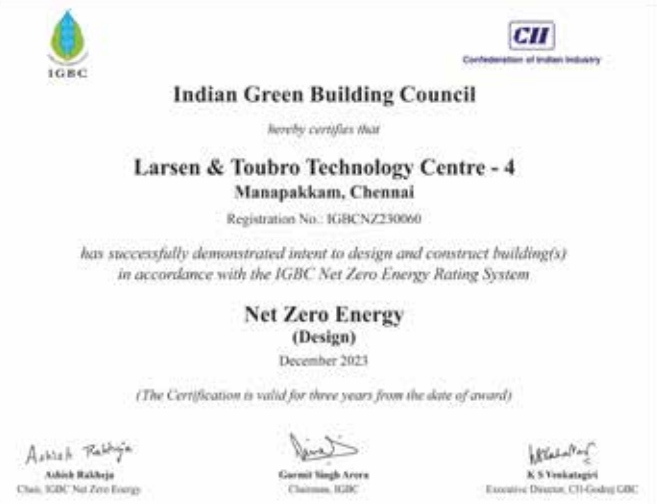 IGBC
CII
Confederation of Indian Industry
Indian Green Building Council
hereby certifies that
Larsen & Toubro Technology Centre - 4
Manapakkam, Chennai
Registration No.: IGBCNZ230060
has successfully demonstrated intent to design and construct building(s)
in accordance with the IGBC Net Zero Energy Rating System
Net Zero Energy
(Design)
December 2023
(The Certification is valid for three years from the date of award)
Ashish Rakheja
Ashish Rakheja
Gurmit Singh Arora
K S Venkatagiri
Chair, IGBC Net Zero Energy
Chairman, IGBC
Executive Director, CII-Godrej GBC